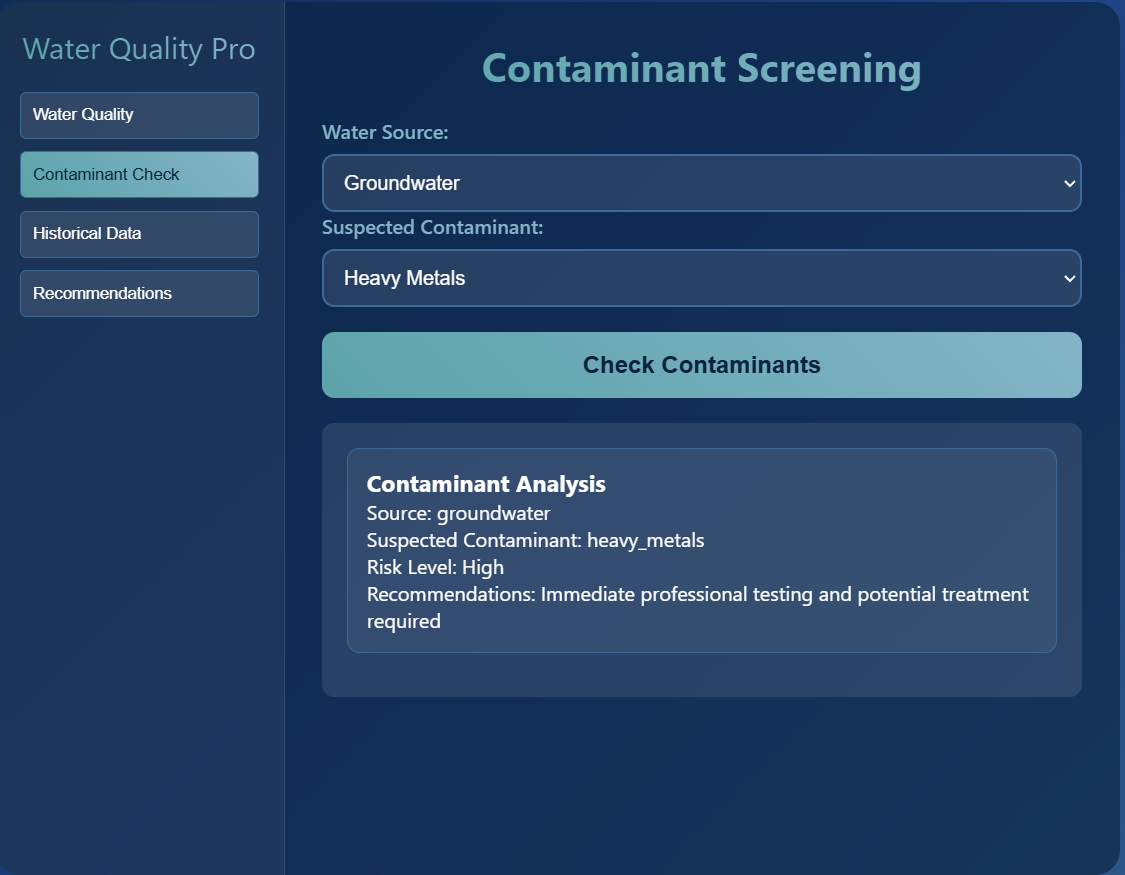 Water Quality Pro
Water Quality
Contaminant Check
Historical Data
Recommendations
Contaminant Screening
Water Source:
Groundwater
Suspected Contaminant:
Heavy Metals
Check Contaminants
Contaminant Analysis
Source: groundwater
Suspected Contaminant: heavy_metals
Risk Level: High
Recommendations: Immediate professional testing and potential treatment
required